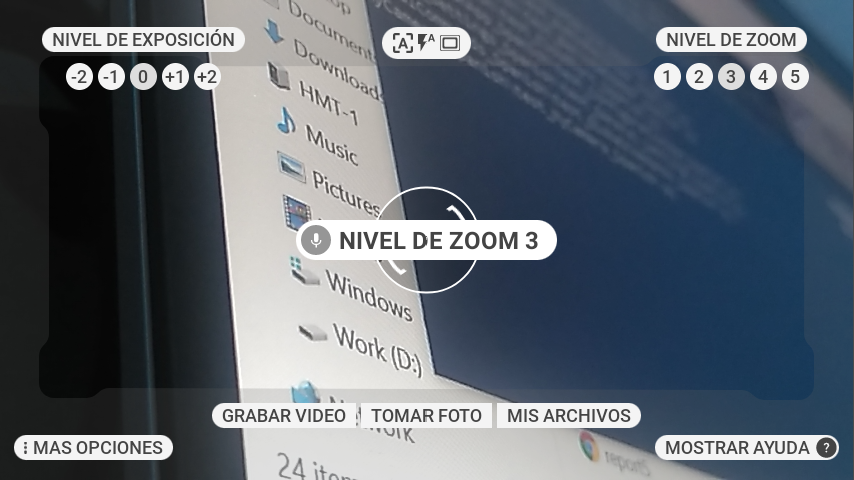 NIVEL DE EXPOSICIÓN
-2 -1 0 +1 +2
A A
NIVEL DE ZOOM
1 2 3 4 5
Documents
Downloads
HMT-1
Music
Pictures
NIVEL DE ZOOM 3
Windows
Work (D:)
Network
24
GRABAR VIDEO
TOMAR FOTO
MIS ARCHIVOS
MAS OPCIONES
MOSTRAR AYUDA ?